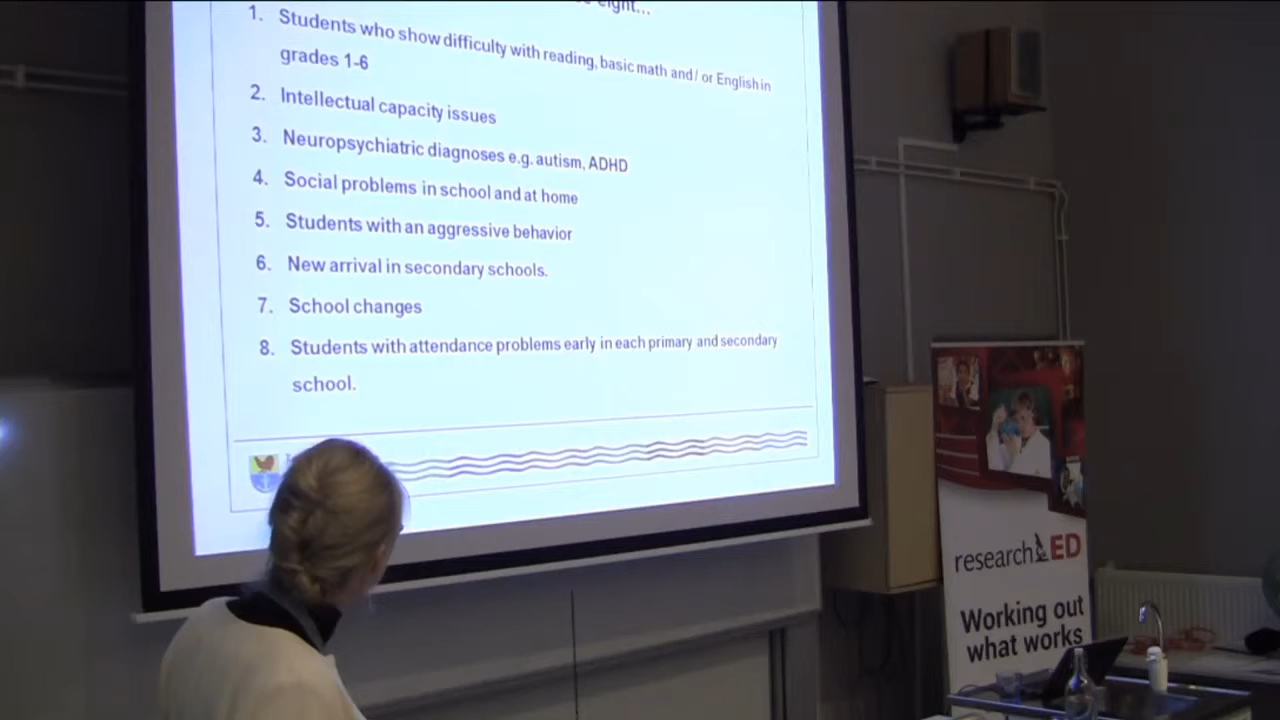 eight...
1. Students who show difficulty with reading, basic math and/ or English in
grades 1-6
2. Intellectual capacity issues
3. Neuropsychiatric diagnoses e.g. autism, ADHD
4. Social problems in school and at home
5. Students with an aggressive behavior
6. New arrival in secondary schools.
7. School changes
8. Students with attendance problems early in each primary and secondary
school.
researchED
Working out
what works